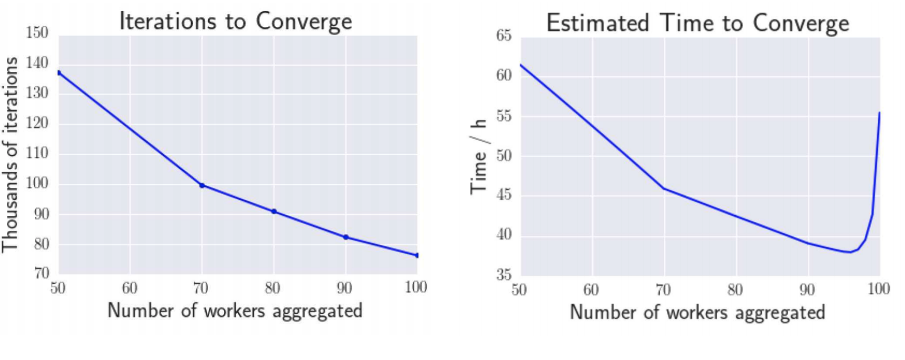 Iterations to Converge
Thousands of iterations
150
140
130
120
110
100
90
80
70
50 60 70 80 90 100
Number of workers aggregated
Estimated Time to Converge
Time / h
65
60
55
50
45
40
35
50 60 70 80 90 100
Number of workers aggregated